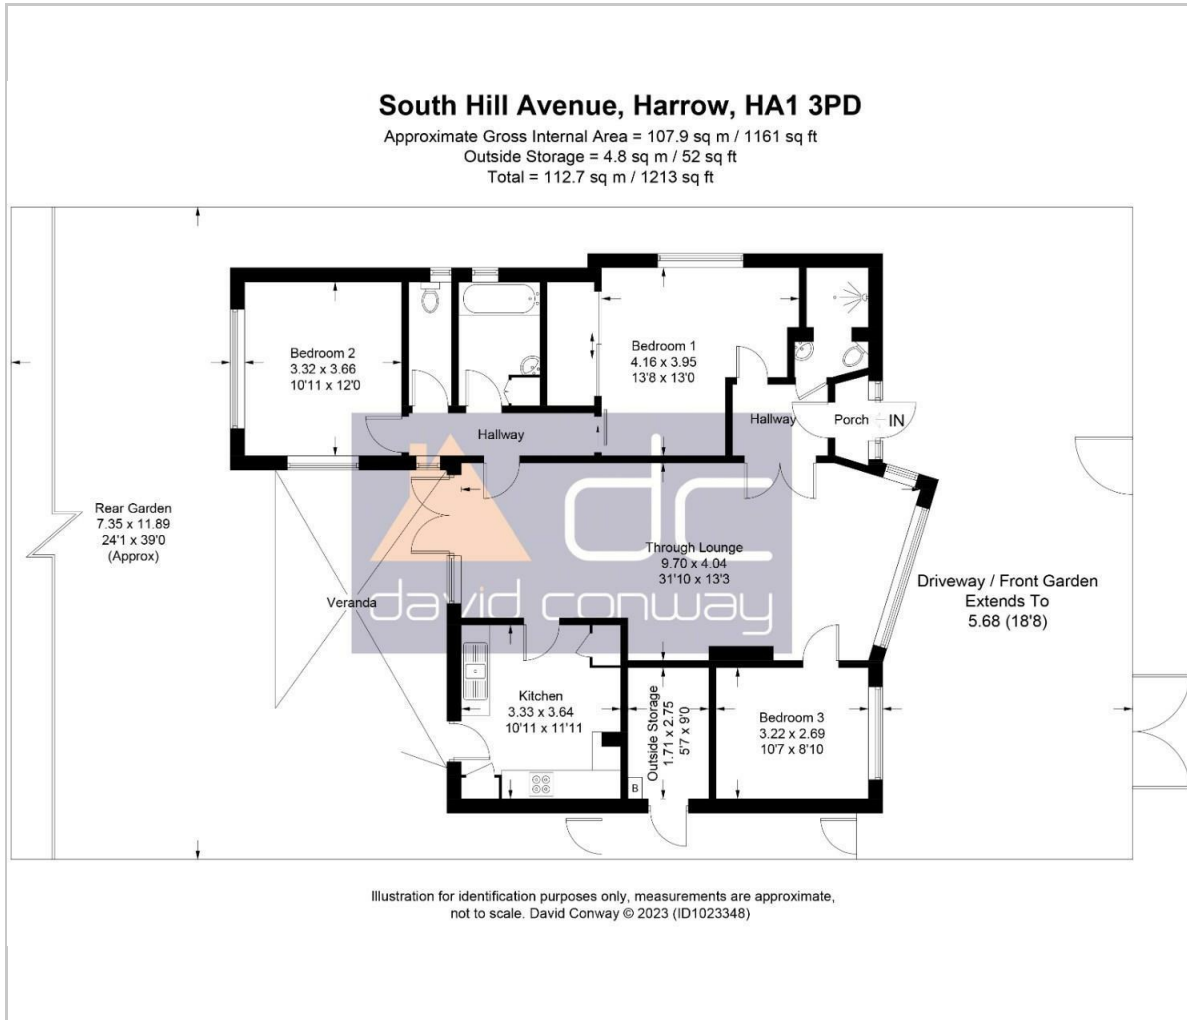 South Hill Avenue, Harrow, HA1 3PD
Approximate Gross Internal Area = 107.9 sq m / 1161 sq ft
Outside Storage = 4.8 sq m / 52 sq ft
Total = 112.7 sq m / 1213 sq ft
Bedroom 2
3.32 x 3.66
10'11 x 12'0
Bedroom 1
4.16 x 3.95
13'8 x 13'0
Hallway
Hallway
Porch
IN
Rear Garden
7.35 x 11.89
24'1 x 39'0
(Approx)
dc
david conway
Through Lounge
9.70 x 4.04
31'10 x 13'3
Veranda
Driveway / Front Garden
Extends To
5.68 (18'8)
Kitchen
3.33 x 3.64
10'11 x 11'11
Outside Storage
1.71 x 2.75
5'7 x 9'0
B
Bedroom 3
3.22 x 2.69
10'7 x 8'10
Illustration for identification purposes only, measurements are approximate,
not to scale. David Conway © 2023 (ID1023348)